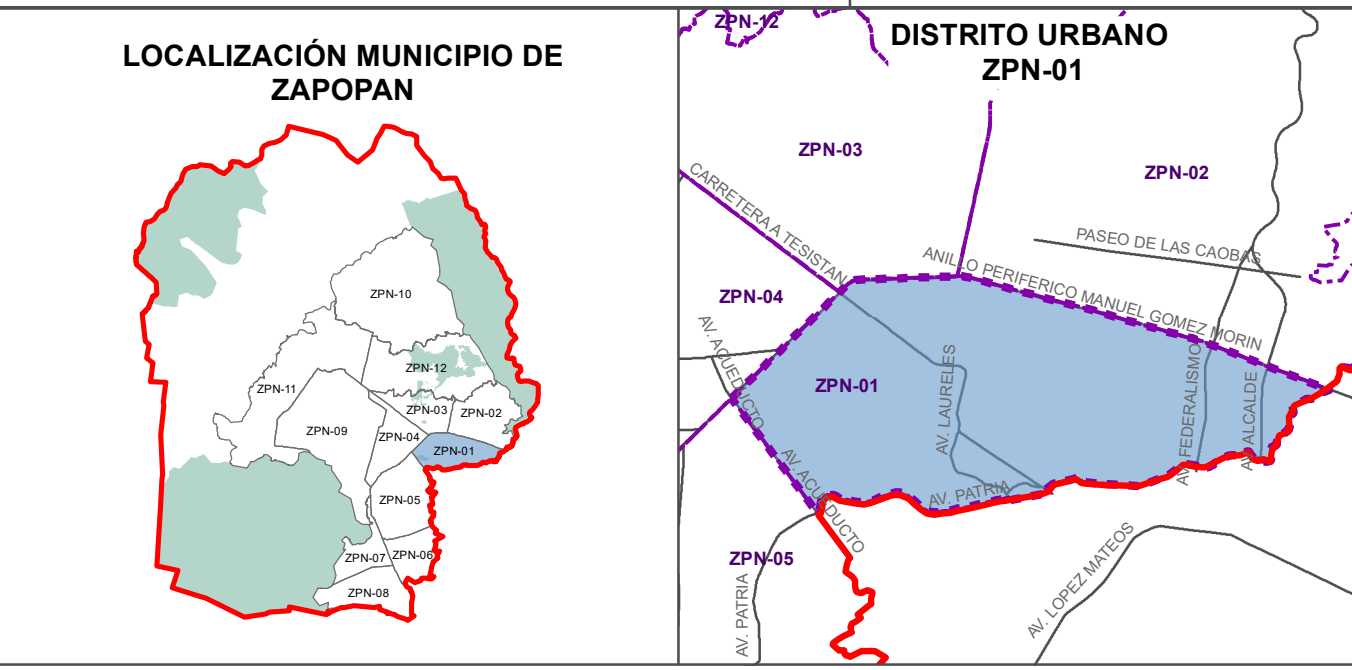 LOCALIZACIÓN MUNICIPIO DE
ZAPOPAN
ZPN-10
ZPN-12
ZPN-11
ZPN-03
ZPN-02
ZPN-09
ZPN-04
ZPN-01
ZPN-05
ZPN-07
ZPN-06
ZPN-08
ZPN-12
DISTRITO URBANO
ZPN-01
ZPN-03
ZPN-02
CARRETERA A TESISTAN
PASEO DE LAS CAOBAS
ANILLO PERIFERICO MANUEL GOMEZ MORIN
ZPN-04
AV. ACUEDUCTO
ZPN-01
AV. LAURELES
AV. FEDERALISMO
AV. ALCALDE
AV. ACUEDUCTO
AV. PATRIA
ZPN-05
AV. PATRIA
AV. LOPEZ MATEOS